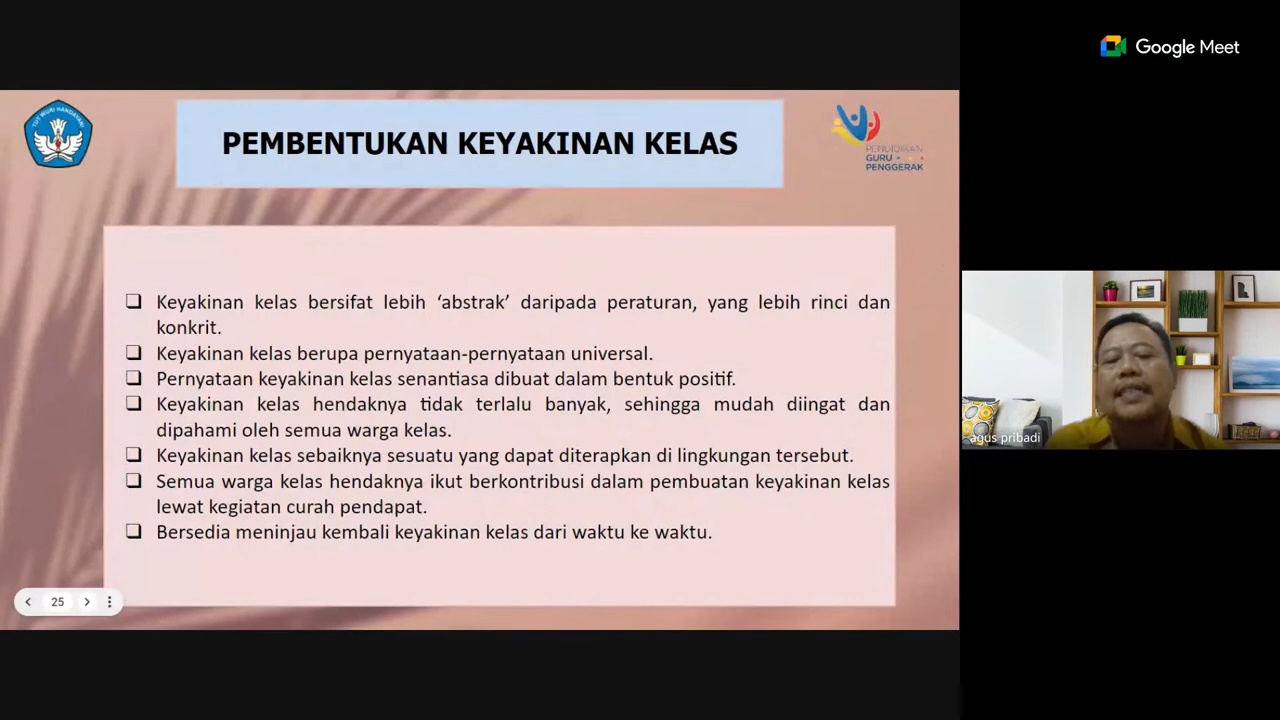 Google Meet
TUT WURI HANDAYANI
PEMBENTUKAN KEYAKINAN KELAS
PENDIDIKAN
GURU
PENGGERAK
❑ Keyakinan kelas bersifat lebih ‘abstrak’ daripada peraturan, yang lebih rinci dan
konkrit.
❑ Keyakinan kelas berupa pernyataan-pernyataan universal.
❑ Pernyataan keyakinan kelas senantiasa dibuat dalam bentuk positif.
❑ Keyakinan kelas hendaknya tidak terlalu banyak, sehingga mudah diingat dan
dipahami oleh semua warga kelas.
❑ Keyakinan kelas sebaiknya sesuatu yang dapat diterapkan di lingkungan tersebut.
❑ Semua warga kelas hendaknya ikut berkontribusi dalam pembuatan keyakinan kelas
lewat kegiatan curah pendapat.
❑ Bersedia meninjau kembali keyakinan kelas dari waktu ke waktu.
25
agus pribadi